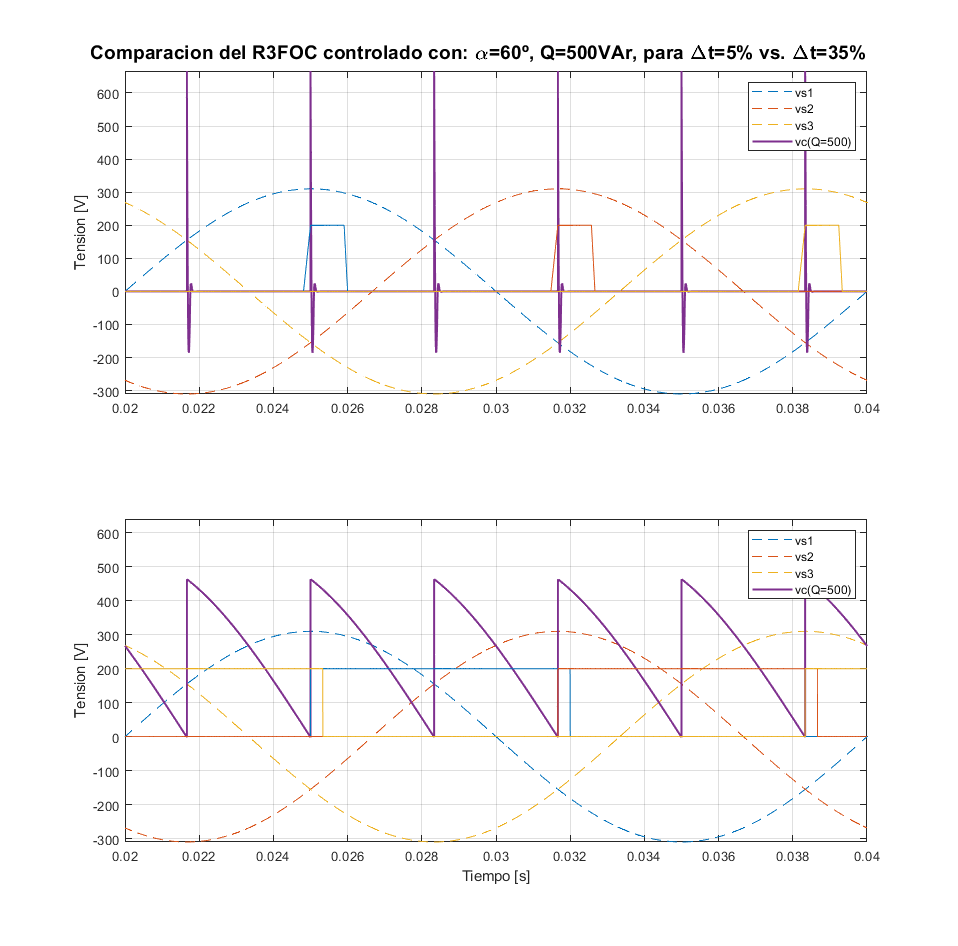 Comparacion del R3FOC controlado con: α=60º, Q=500VAr, para Δt=5% vs. Δt=35%
600
500
400
300
200
100
0
-100
-200
-300
Tension [V]
vs1
vs2
vs3
vc(Q=500)
0.02 0.022 0.024 0.026 0.028 0.03 0.032 0.034 0.036 0.038 0.04
600
500
400
300
200
100
0
-100
-200
-300
Tension [V]
vs1
vs2
vs3
vc(Q=500)
0.02 0.022 0.024 0.026 0.028 0.03 0.032 0.034 0.036 0.038 0.04
Tiempo [s]